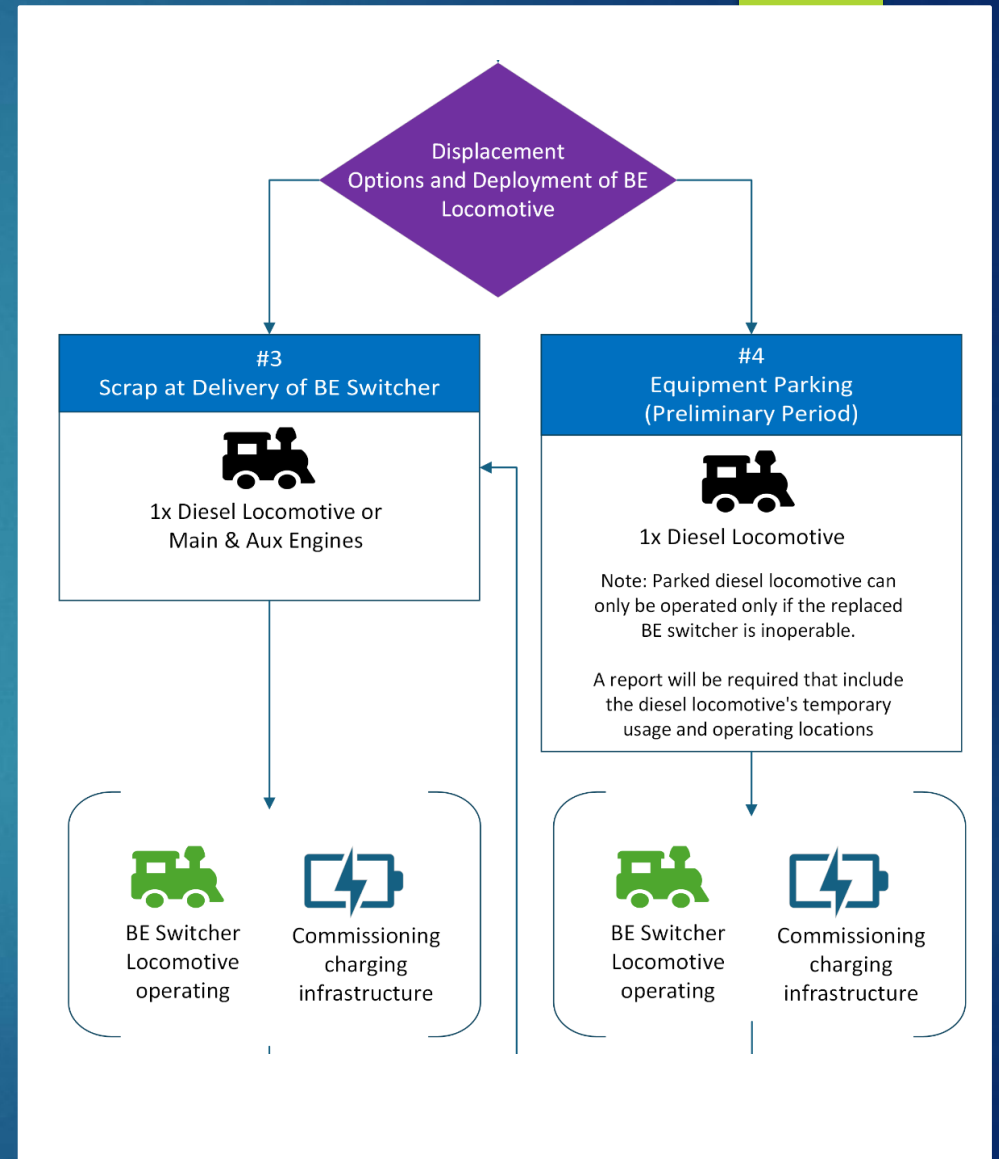 Displacement
Options and Deployment of BE
Locomotive
#3
Scrap at Delivery of BE Switcher
1x Diesel Locomotive or
Main & Aux Engines
#4
Equipment Parking
(Preliminary Period)
1x Diesel Locomotive
Note: Parked diesel locomotive can
only be operated only if the replaced
BE switcher is inoperable.
A report will be required that include
the diesel locomotive's temporary
usage and operating locations
BE Switcher
Locomotive
operating
Commissioning
charging
infrastructure
BE Switcher
Locomotive
operating
Commissioning
charging
infrastructure